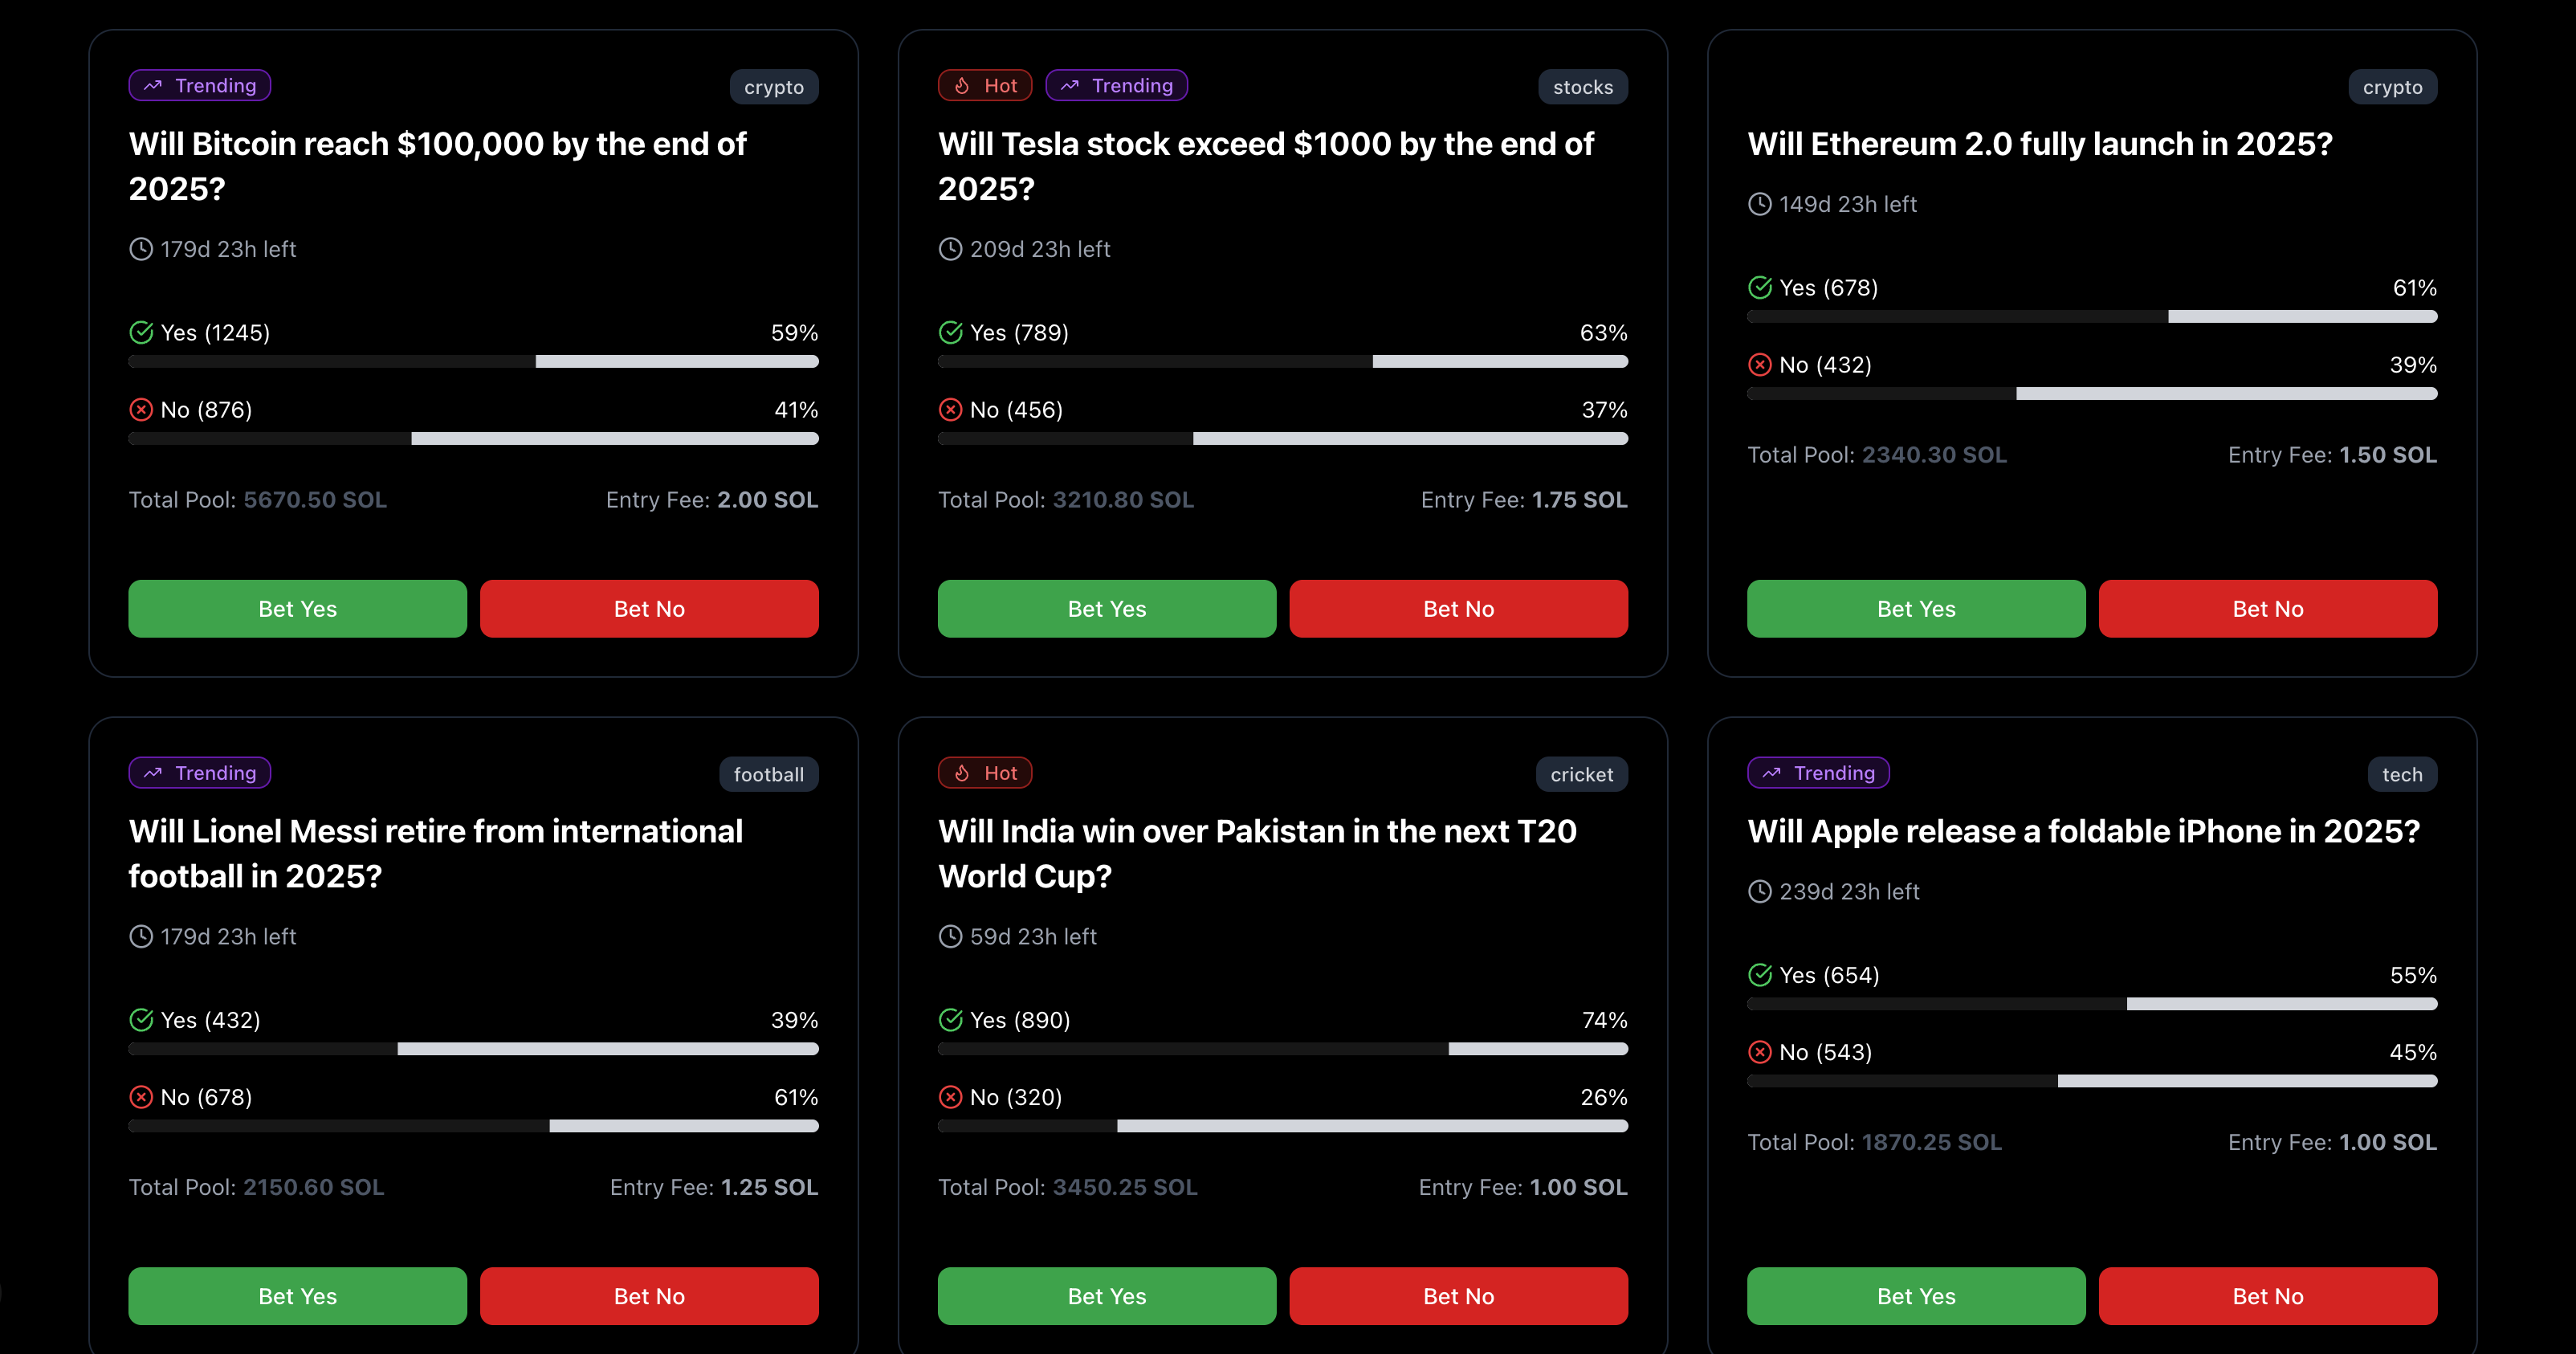 Trending
crypto
Will Bitcoin reach $100,000 by the end of
2025?
179d 23h left
Yes (1245)
59%
No (876)
41%
Total Pool: 5670.50 SOL
Entry Fee: 2.00 SOL
Bet Yes
Bet No
Hot
Trending
stocks
Will Tesla stock exceed $1000 by the end of
2025?
209d 23h left
Yes (789)
63%
No (456)
37%
Total Pool: 3210.80 SOL
Entry Fee: 1.75 SOL
Bet Yes
Bet No
crypto
Will Ethereum 2.0 fully launch in 2025?
149d 23h left
Yes (678)
61%
No (432)
39%
Total Pool: 2340.30 SOL
Entry Fee: 1.50 SOL
Bet Yes
Bet No
Trending
football
Will Lionel Messi retire from international
football in 2025?
179d 23h left
Yes (432)
39%
No (678)
61%
Total Pool: 2150.60 SOL
Entry Fee: 1.25 SOL
Bet Yes
Bet No
Hot
cricket
Will India win over Pakistan in the next T20
World Cup?
59d 23h left
Yes (890)
74%
No (320)
26%
Total Pool: 3450.25 SOL
Entry Fee: 1.00 SOL
Bet Yes
Bet No
Trending
tech
Will Apple release a foldable iPhone in 2025?
239d 23h left
Yes (654)
55%
No (543)
45%
Total Pool: 1870.25 SOL
Entry Fee: 1.00 SOL
Bet Yes
Bet No